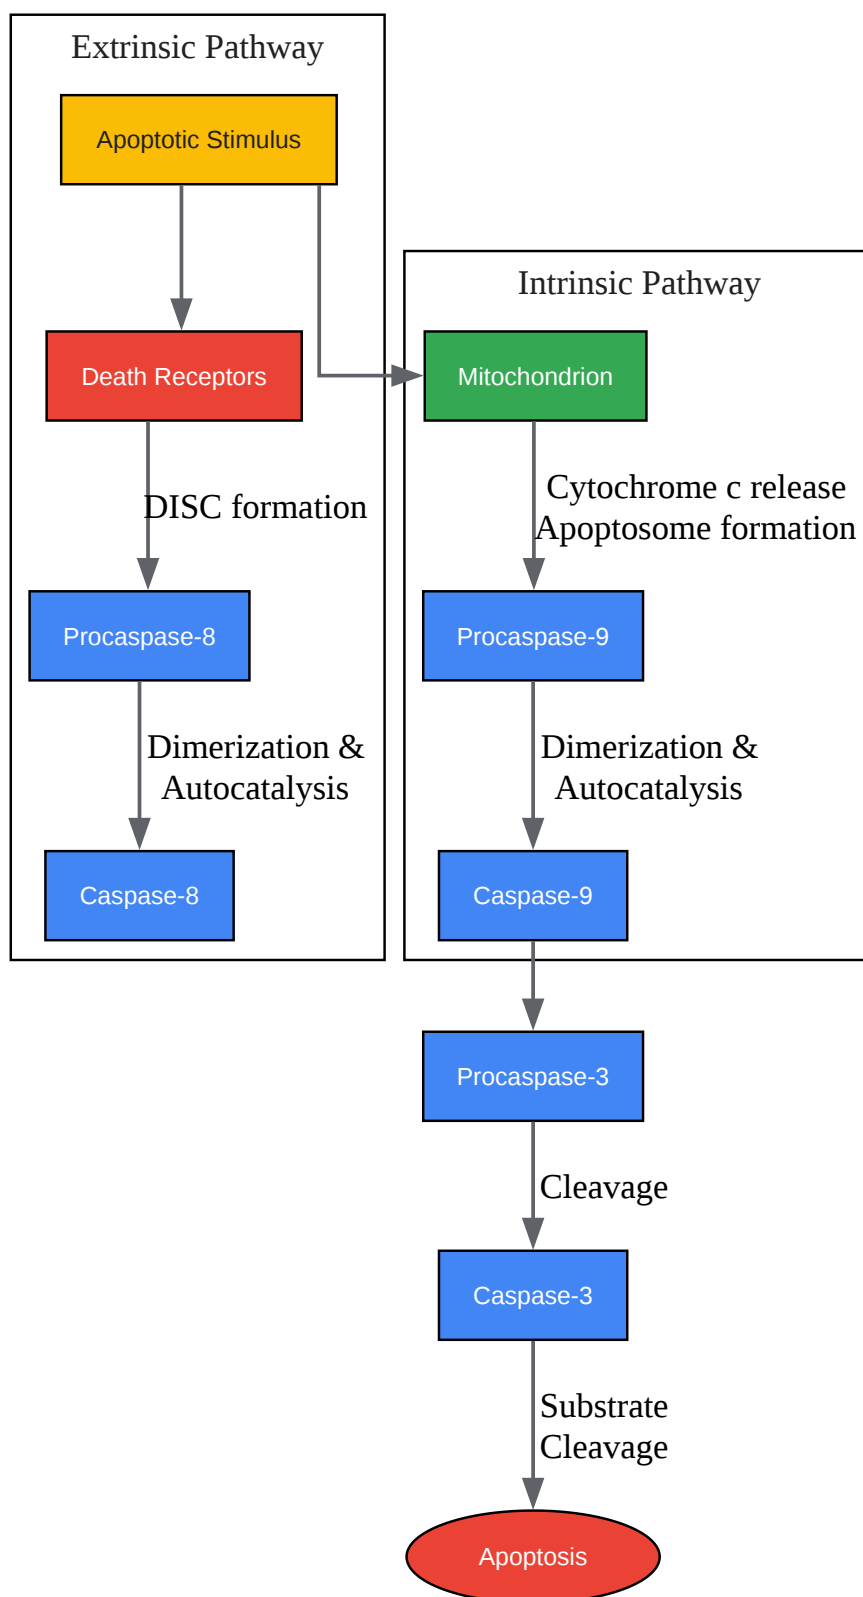 Extrinsic Pathway
Apoptotic Stimulus
Intrinsic Pathway
Death Receptors
Mitochondrion
DISC formation
Cytochrome c release
Apoptosome formation
Procaspase-8
Procaspase-9
Dimerization &
Autocatalysis
Dimerization &
Autocatalysis
Caspase-8
Caspase-9
Procaspase-3
Cleavage
Caspase-3
Substrate
Cleavage
Apoptosis